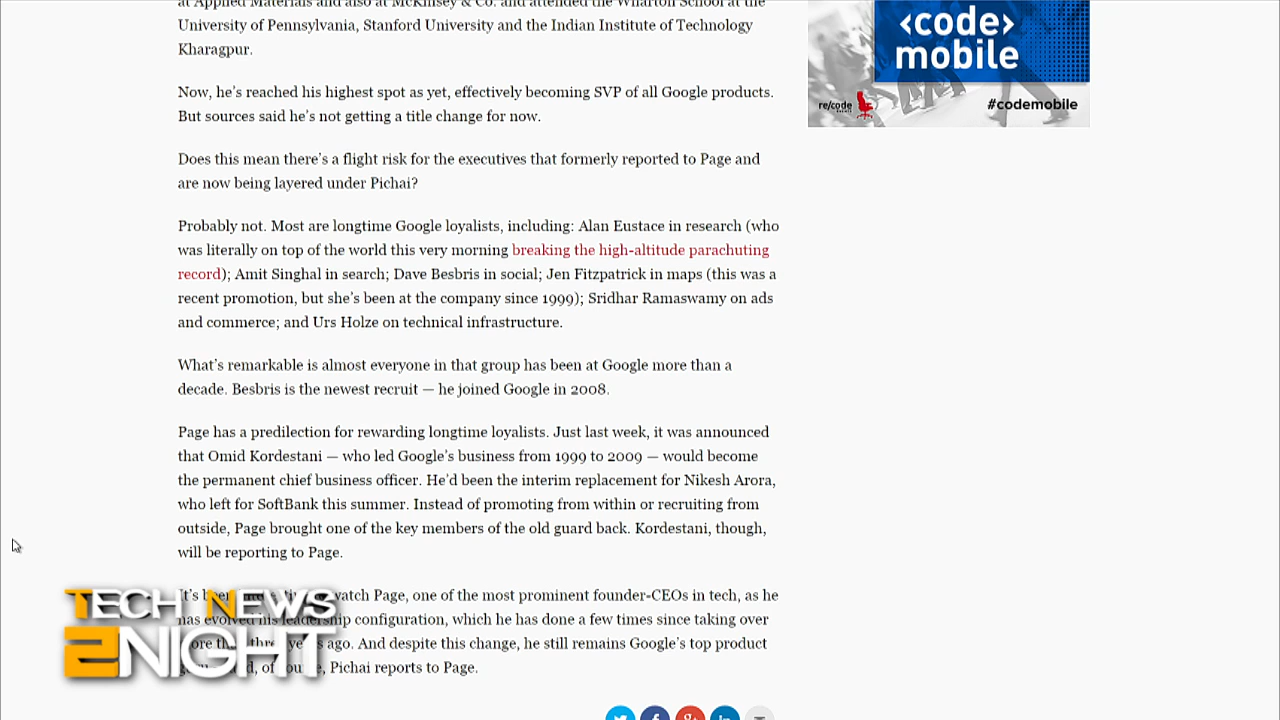 at Applied Materials and also at McKinsey & Co. and attended the Wharton School at the
University of Pennsylvania, Stanford University and the Indian Institute of Technology
Kharagpur.
Now, he's reached his highest spot as yet, effectively becoming SVP of all Google products.
But sources said he's not getting a title change for now.
Does this mean there's a flight risk for the executives that formerly reported to Page and
are now being layered under Pichai?
Probably not. Most are longtime Google loyalists, including: Alan Eustace in research (who
was literally on top of the world this very morning breaking the high-altitude parachuting
record); Amit Singhal in search; Dave Besbris in social; Jen Fitzpatrick in maps (this was a
recent promotion, but she's been at the company since 1999); Sridhar Ramaswamy on ads
and commerce; and Urs Holze on technical infrastructure.
What's remarkable is almost everyone in that group has been at Google more than a
decade. Besbris is the newest recruit — he joined Google in 2008.
Page has a predilection for rewarding longtime loyalists. Just last week, it was announced
that Omid Kordestani — who led Google's business from 1999 to 2009 — would become
the permanent chief business officer. He'd been the interim replacement for Nikesh Arora,
who left for SoftBank this summer. Instead of promoting from within or recruiting from
outside, Page brought one of the key members of the old guard back. Kordestani, though,
will be reporting to Page.
It's been watch Page, one of the most prominent founder-CEOs in tech, as he
has evolved his leadership configuration, which he has done a few times since taking over
more than three years ago. And despite this change, he still remains Google's top product
of course, Pichai reports to Page.
<code>
mobile
re/code
#codemobile
TECH NEWS
2NIGHT